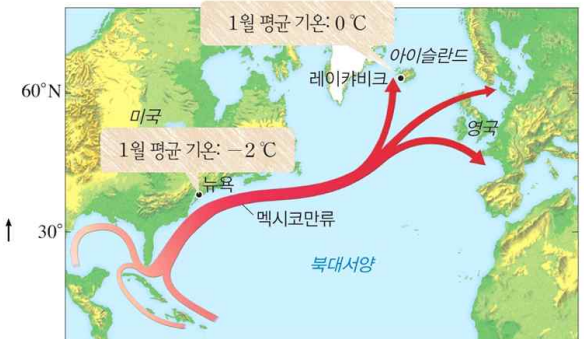 1월 평균 기온: 0 ℃
아이슬란드
레이캬비크
60°N
미국
영국
1월 평균 기온: -2 ℃
뉴욕
멕시코만류
30°
북대서양